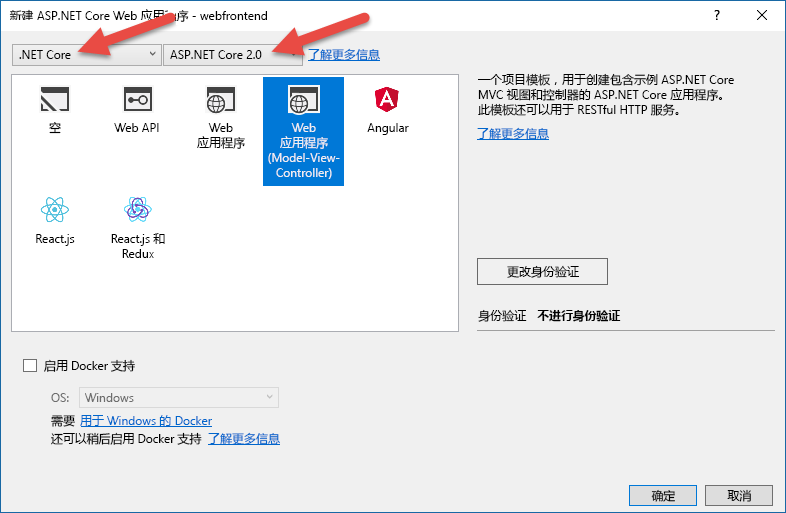 新建 ASP.NET Core Web 应用程序 - webfrontend
?
.NET Core
ASP.NET Core 2.0
了解更多信息
空
Web API
Web
应用程序
Web
应用程序
(Model-View-
Controller)
Angular
React.js
React.js 和
Redux
一个项目模板，用于创建包含示例 ASP.NET Core
MVC 视图和控制器的 ASP.NET Core 应用程序。
此模板还可以用于 RESTful HTTP 服务。
了解更多信息
更改身份验证
身份验证 不进行身份验证
启用 Docker 支持
OS: Windows
需要 用于 Windows 的 Docker
还可以稍后启用 Docker 支持 了解更多信息
确定
取消